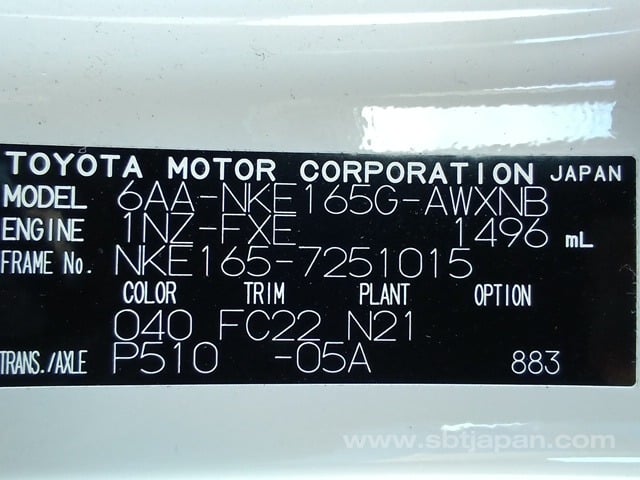 TOYOTA MOTOR CORPORATION JAPAN
MODEL 6AA-NKE165G-AWXNB
ENGINE 1NZ-FXE 1496 mL
FRAME No. NKE165-7251015
COLOR TRIM PLANT OPTION
040 FC22 N21
TRANS./AXLE P510 -05A 883
www.sbtjapan.com